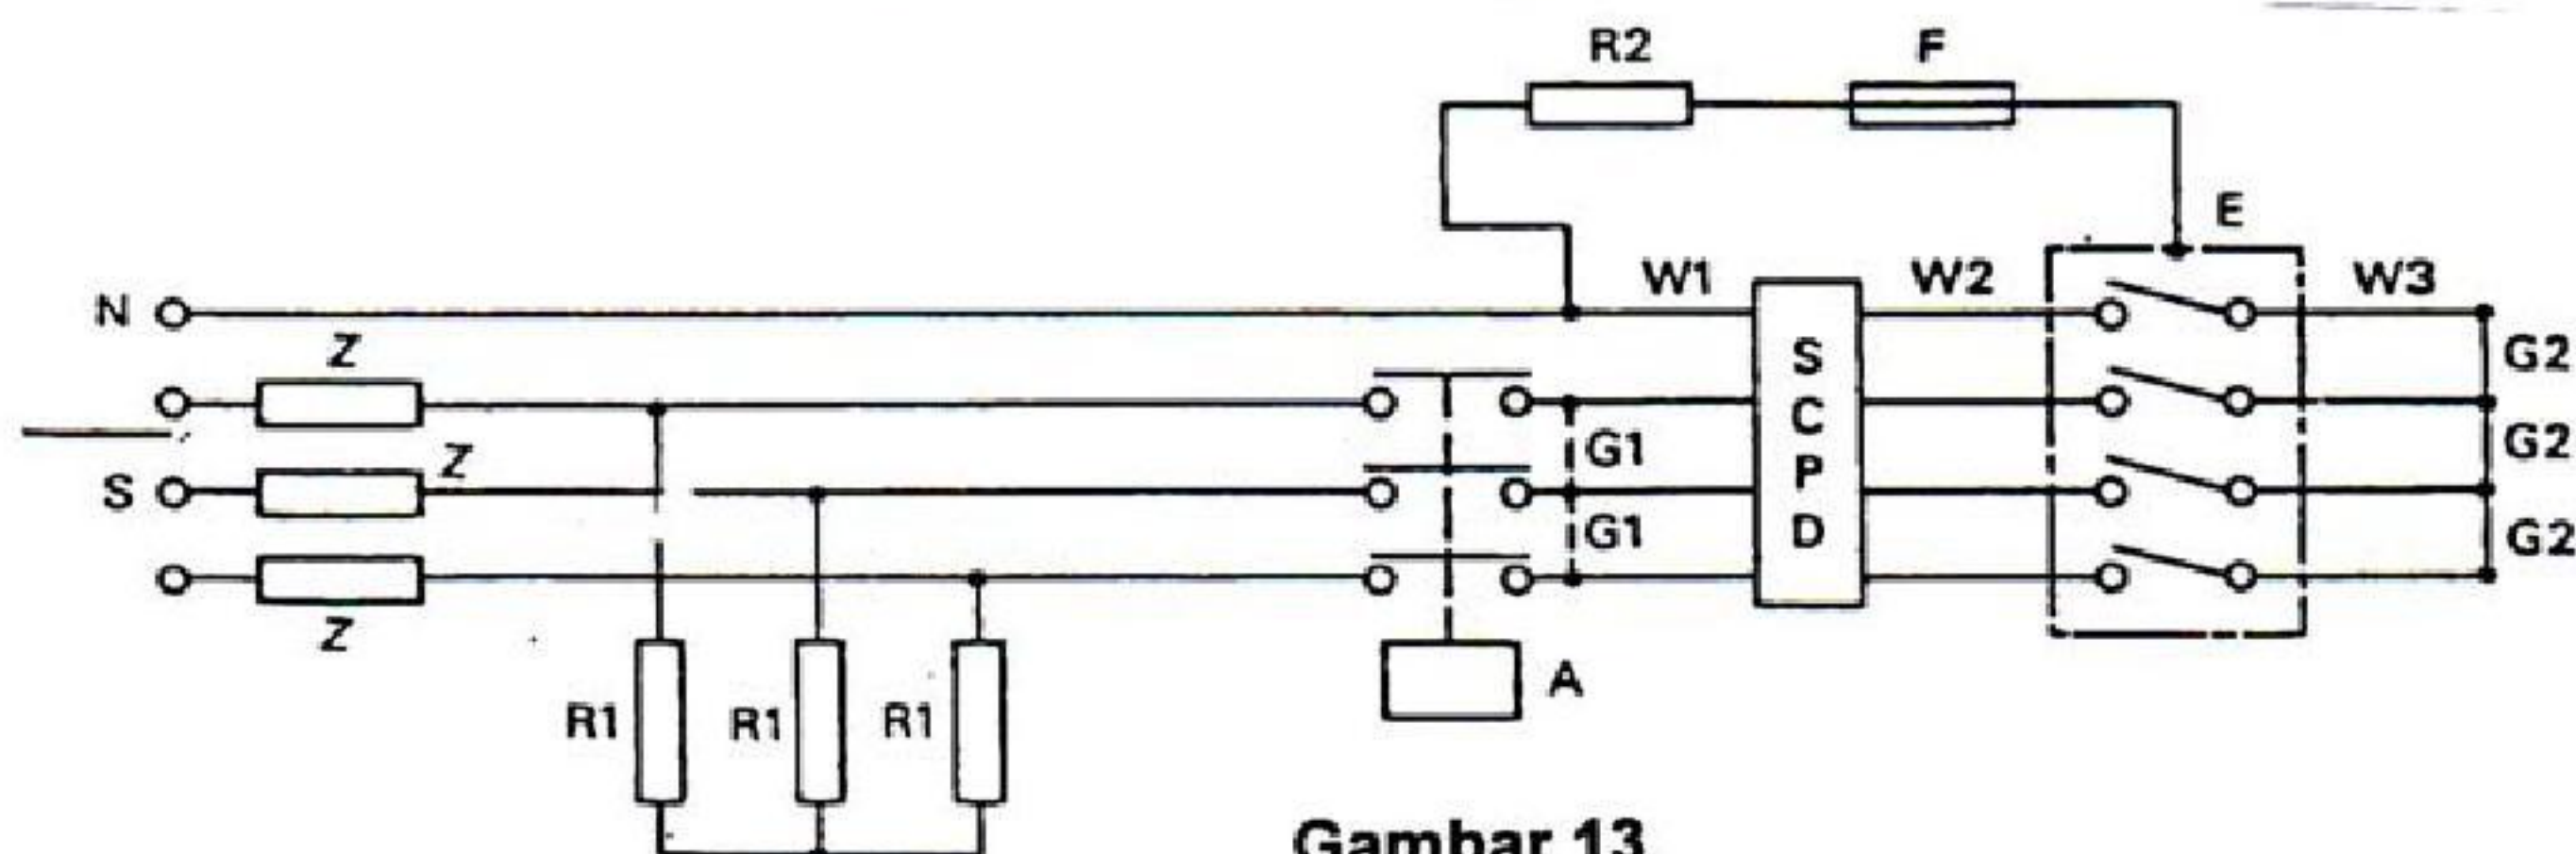 R2 F
E
N W1 W2 W3
Z
S C P D
G2
Z G1 G2
S
G1 G2
Z
A
R1 R1 R1
Gambar 13